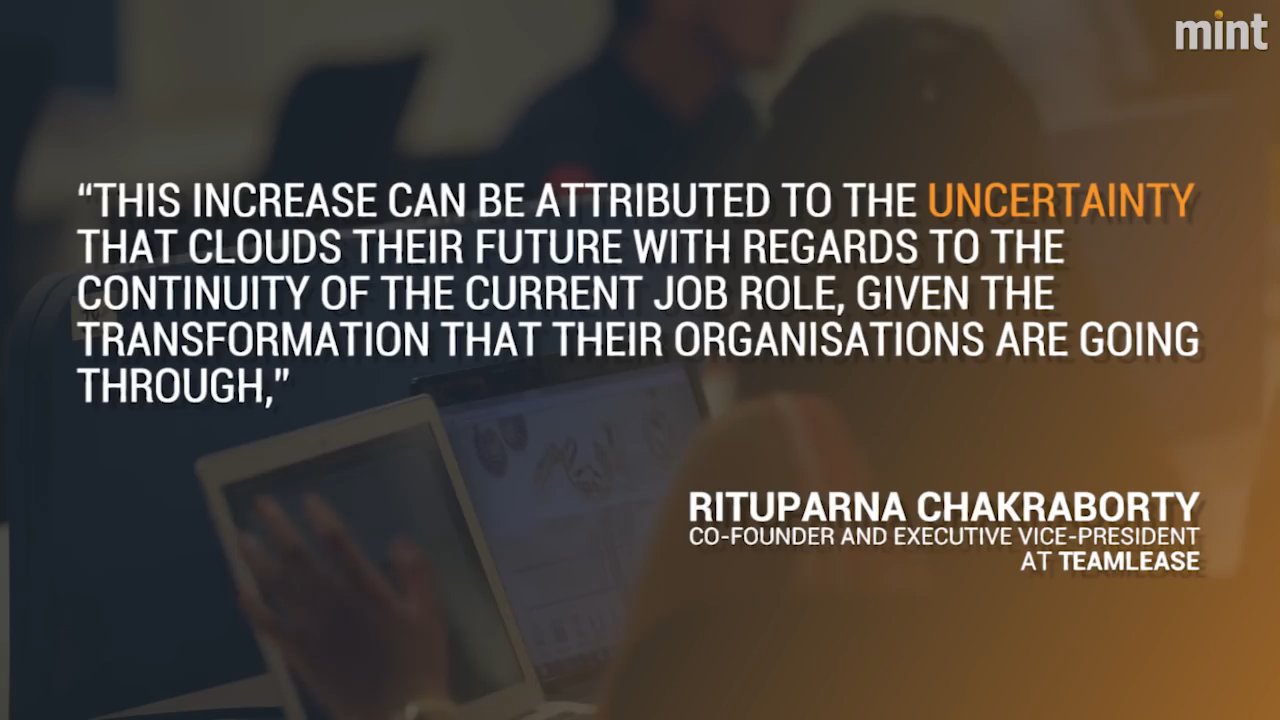 mint
“THIS INCREASE CAN BE ATTRIBUTED TO THE UNCERTAINTY
THAT CLOUDS THEIR FUTURE WITH REGARDS TO THE
CONTINUITY OF THE CURRENT JOB ROLE, GIVEN THE
TRANSFORMATION THAT THEIR ORGANISATIONS ARE GOING
THROUGH,”
RITUPARNA CHAKRABORTY
CO-FOUNDER AND EXECUTIVE VICE-PRESIDENT
AT TEAMLEASE